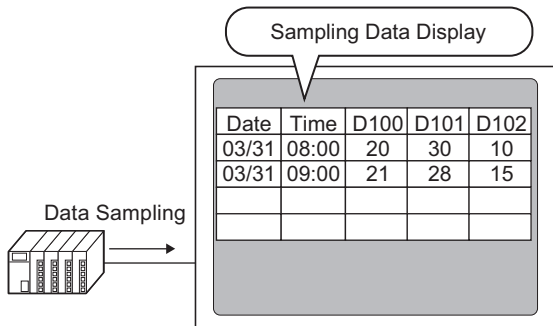 Sampling Data Display
Date Time D100 D101 D102
03/31 08:00 20 30 10
03/31 09:00 21 28 15
Data Sampling